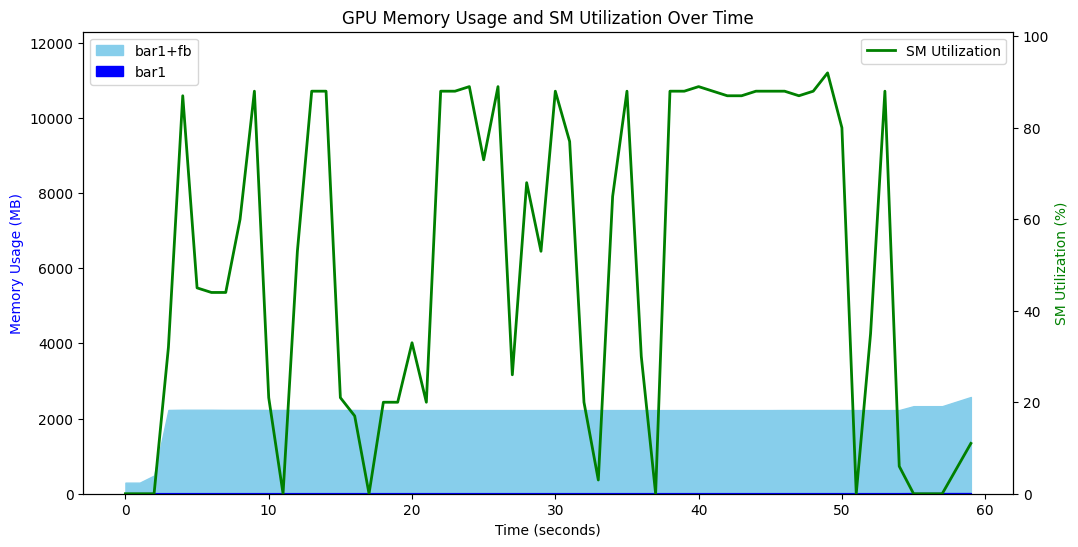 GPU Memory Usage and SM Utilization Over Time
bar1+fb
bar1
SM Utilization
Memory Usage (MB)
12000
10000
8000
6000
4000
2000
0
SM Utilization (%)
100
80
60
40
20
0
0 10 20 30 40 50 60
Time (seconds)